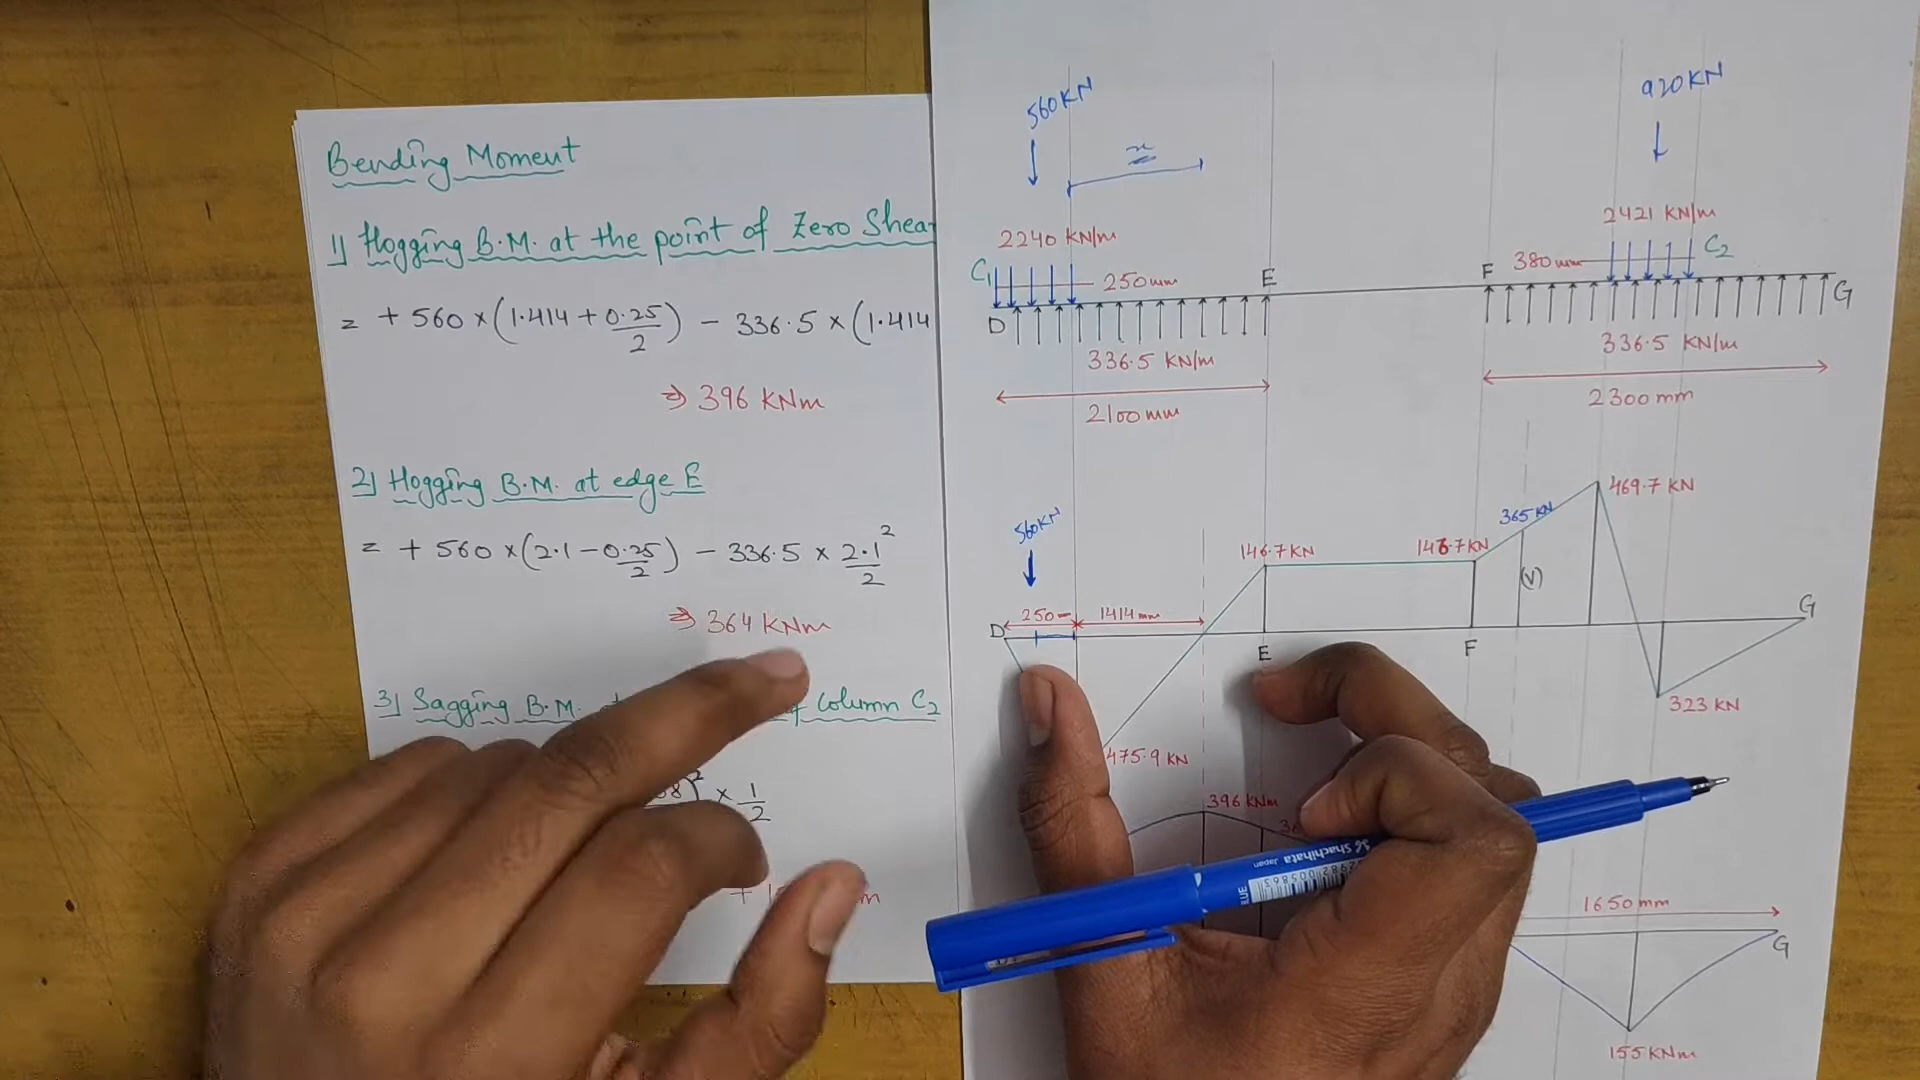 Bending Moment
1] Hogging B.M. at the point of Zero Shear
= + 560 × (1.414 + 0.25/2) - 336.5 × (1.414
⇒ 396 KNm
2] Hogging B.M. at edge E
= + 560 × (2.1 - 0.25/2) - 336.5 × 2.1²/2
⇒ 364 KNm
3] Sagging B.M. Column C2
)² × 1/2
+
560 KN
x
920 KN
2240 KN/m
2421 KN/m
C1
250 mm
E
F
380 mm
C2
D
G
336.5 KN/m
336.5 KN/m
2100 mm
2300 mm
469.7 KN
365 KN
560 KN
146.7 KN
146.7 KN
(V)
250
1414 mm
D
G
E
F
323 KN
475.9 KN
396 KNm
Shachihata
Japan
BLUE
1650 mm
G
155 KNm